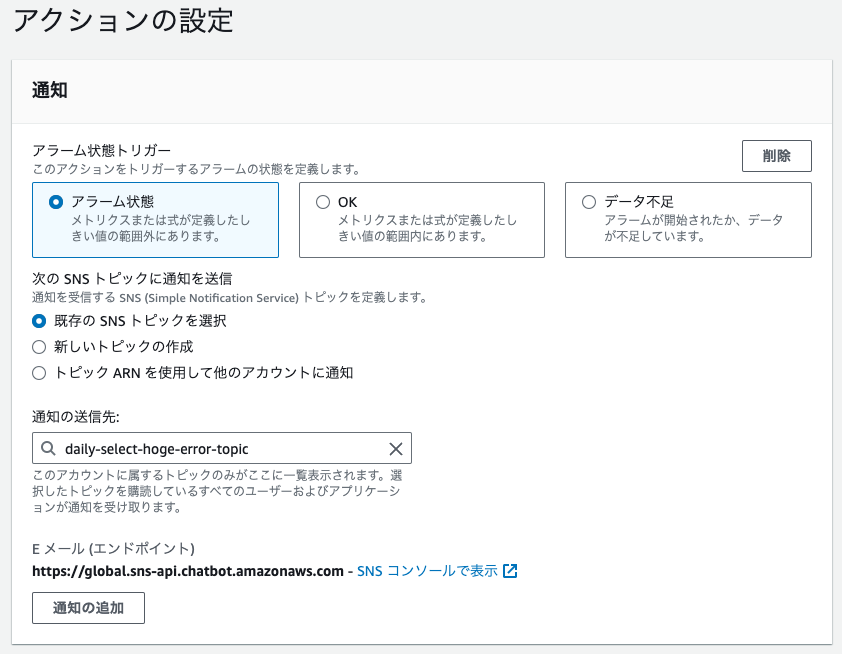 アクションの設定
通知
アラーム状態トリガー
このアクションをトリガーするアラームの状態を定義します。
削除
アラーム状態
メトリクスまたは式が定義したし
きい値の範囲外にあります。
OK
メトリクスまたは式が定義したし
きい値の範囲内にあります。
データ不足
アラームが開始されたか、データ
が不足しています。
次の SNS トピックに通知を送信
通知を受信する SNS (Simple Notification Service) トピックを定義します。
既存の SNS トピックを選択
新しいトピックの作成
トピック ARN を使用して他のアカウントに通知
通知の送信先:
daily-select-hoge-error-topic
このアカウントに属するトピックのみがここに一覧表示されます。選
択したトピックを購読しているすべてのユーザーおよびアプリケーシ
ョンが通知を受け取ります。
E メール (エンドポイント)
https://global.sns-api.chatbot.amazonaws.com - SNS コンソールで表示
通知の追加